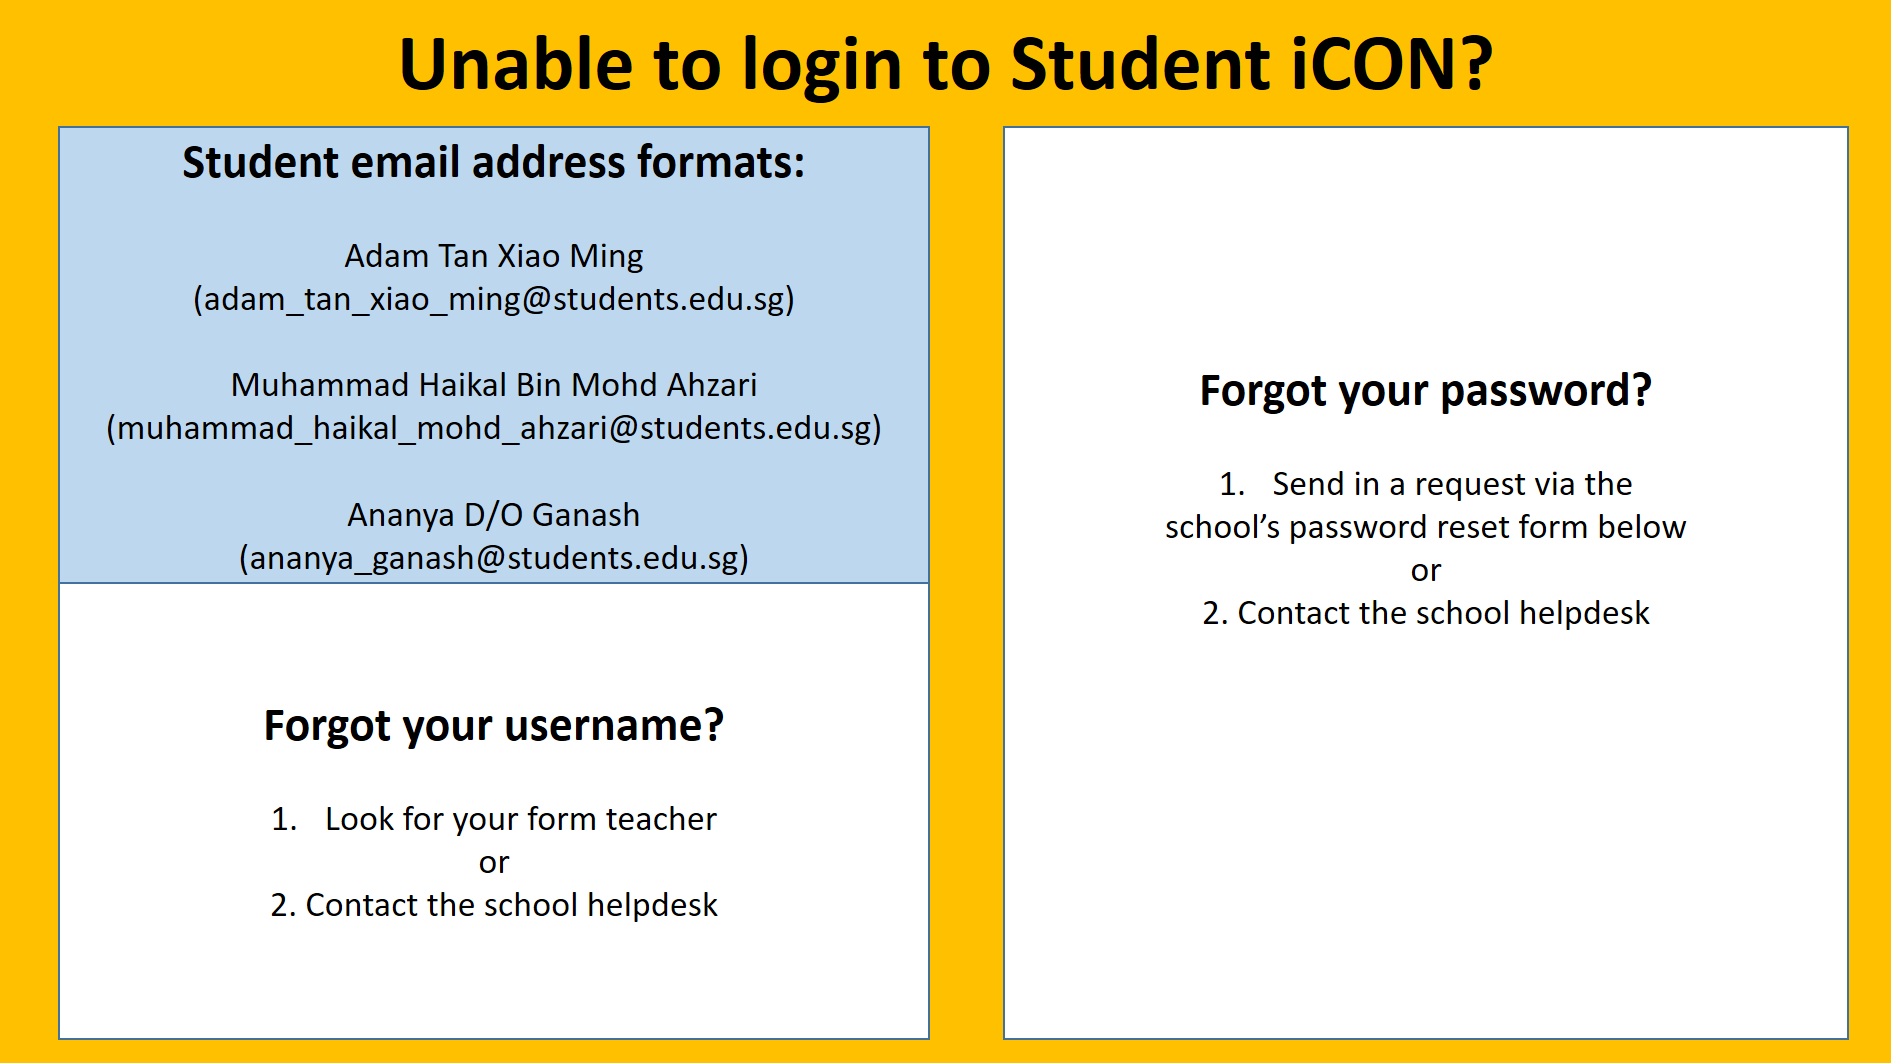 Unable to login to Student iCON?
Student email address formats:
Adam Tan Xiao Ming
(adam_tan_xiao_ming@students.edu.sg)
Muhammad Haikal Bin Mohd Ahzari
(muhammad_haikal_mohd_ahzari@students.edu.sg)
Ananya D/O Ganash
(ananya_ganash@students.edu.sg)
Forgot your username?
1. Look for your form teacher
or
2. Contact the school helpdesk
Forgot your password?
1. Send in a request via the
school’s password reset form below
or
2. Contact the school helpdesk